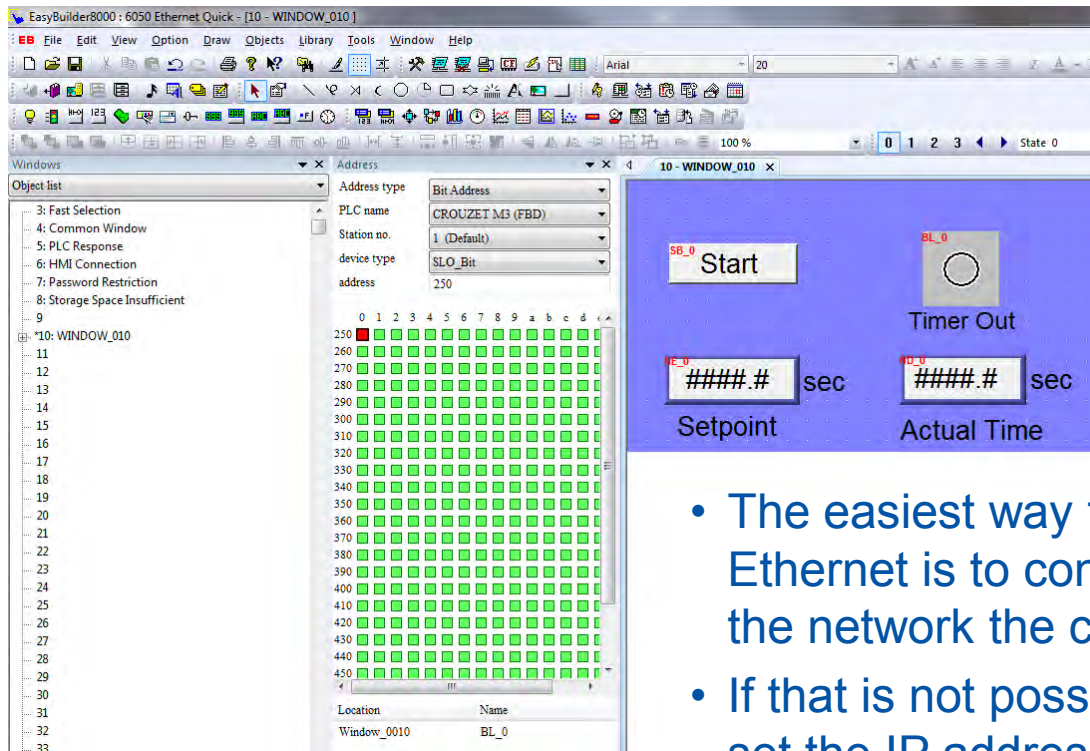 EasyBuilder8000 : 6050 Ethernet Quick - [10 - WINDOW_010 ]
EB File Edit View Option Draw Objects Library Tools Window Help
Arial 20
100 % 0 1 2 3 State 0
Windows
Object list
3: Fast Selection
4: Common Window
5: PLC Response
6: HMI Connection
7: Password Restriction
8: Storage Space Insufficient
9
*10: WINDOW_010
11
12
13
14
15
16
17
18
19
20
21
22
23
24
25
26
27
28
29
30
31
32
33
Address
Address type Bit Address
PLC name CROUZET M3 (FBD)
Station no. 1 (Default)
device type SLO_Bit
address 250
0 1 2 3 4 5 6 7 8 9 a b c d
250
260
270
280
290
300
310
320
330
340
350
360
370
380
390
400
410
420
430
440
450
Location Name
Window_0010 BL_0
10 - WINDOW_010
SB_0
Start
BL_0
Timer Out
####.# sec
####.# sec
Setpoint
Actual Time
• The easiest way
Ethernet is to
the network the
• If that is not
set the IP